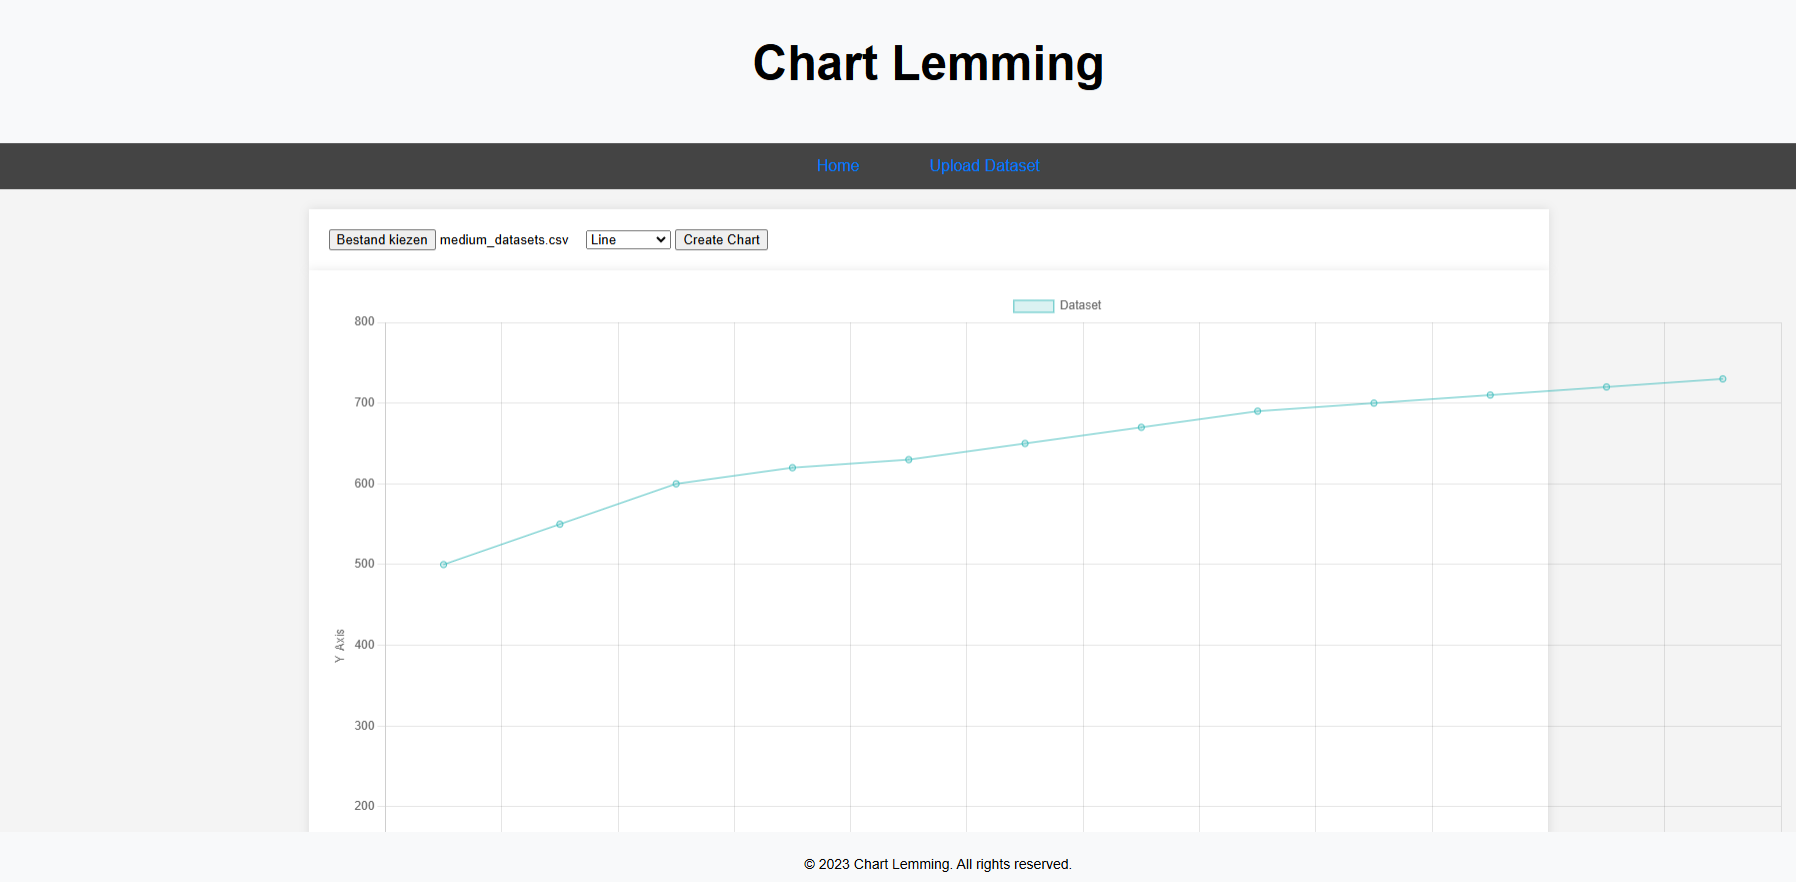 Chart Lemming
Home Upload Dataset
Bestand kiezen medium_datasets.csv Line Create Chart
Dataset
800
700
600
500
400
300
200
Y Axis
© 2023 Chart Lemming. All rights reserved.